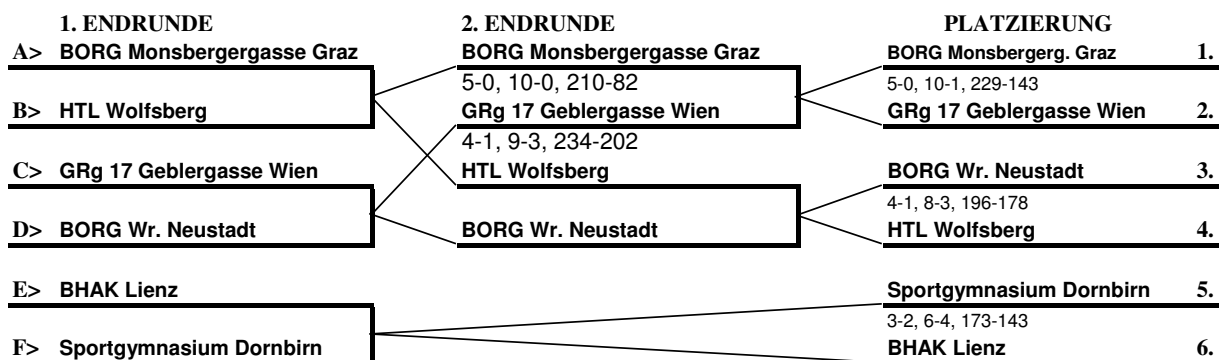 1. ENDRUNDE 2. ENDRUNDE PLATZIERUNG
A> BORG Monsbergergasse Graz BORG Monsbergergasse Graz BORG Monsbergerg. Graz 1.
5-0, 10-0, 210-82 5-0, 10-1, 229-143
B> HTL Wolfsberg GRg 17 Geblergasse Wien GRg 17 Geblergasse Wien 2.
4-1, 9-3, 234-202
C> GRg 17 Geblergasse Wien HTL Wolfsberg BORG Wr. Neustadt 3.
4-1, 8-3, 196-178
D> BORG Wr. Neustadt BORG Wr. Neustadt HTL Wolfsberg 4.
E> BHAK Lienz Sportgymnasium Dornbirn 5.
3-2, 6-4, 173-143
F> Sportgymnasium Dornbirn BHAK Lienz 6.